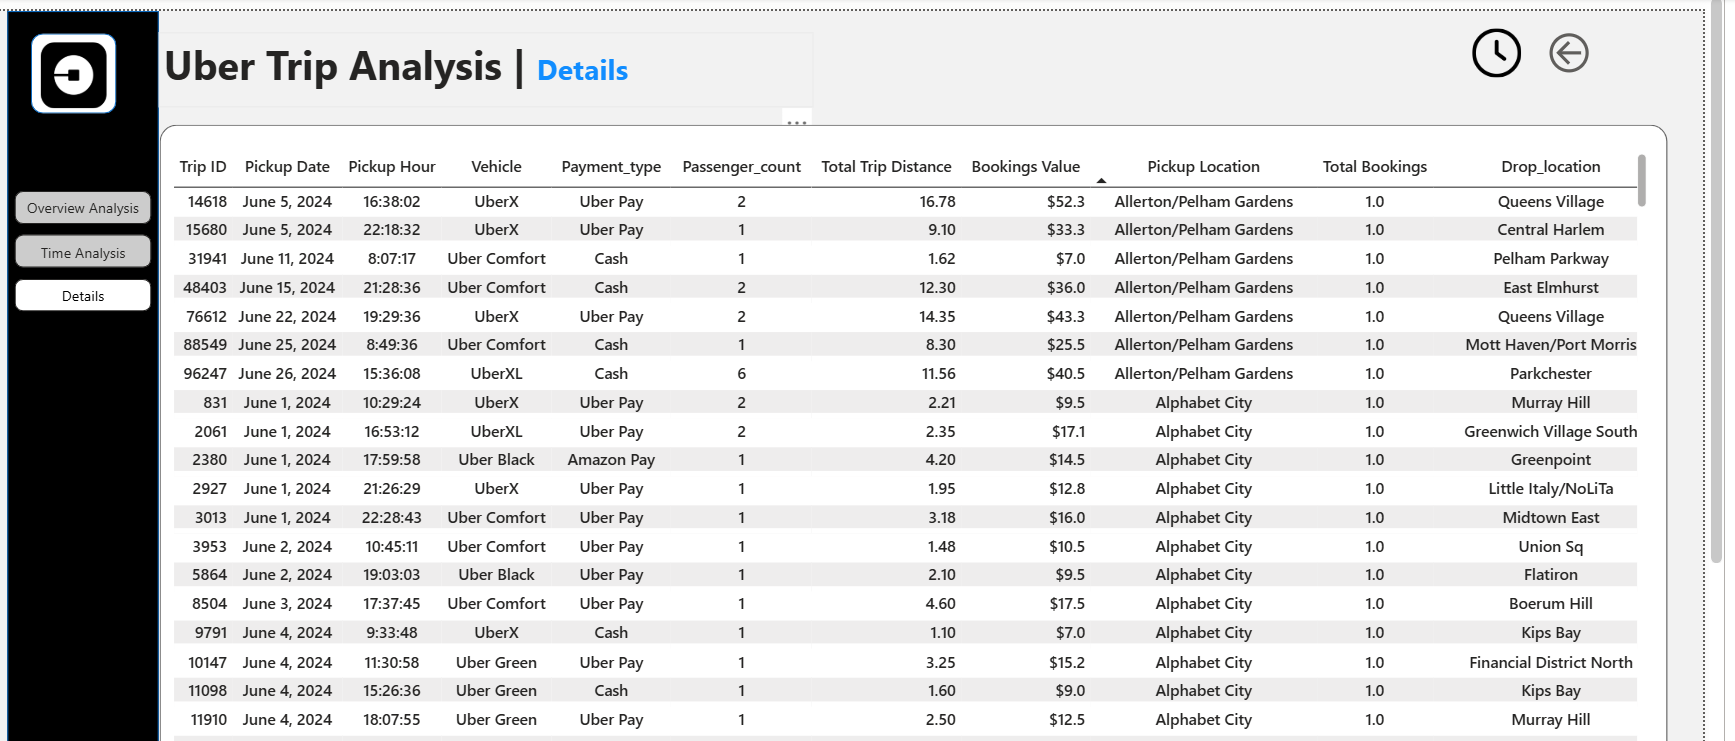 Uber Trip Analysis | Details
...
Overview Analysis
Time Analysis
Details
Trip ID Pickup Date Pickup Hour Vehicle Payment_type Passenger_count Total Trip Distance Bookings Value Pickup Location Total Bookings Drop_location
14618 June 5, 2024 16:38:02 UberX Uber Pay 2 16.78 $52.3 Allerton/Pelham Gardens 1.0 Queens Village
15680 June 5, 2024 22:18:32 UberX Uber Pay 1 9.10 $33.3 Allerton/Pelham Gardens 1.0 Central Harlem
31941 June 11, 2024 8:07:17 Uber Comfort Cash 1 1.62 $7.0 Allerton/Pelham Gardens 1.0 Pelham Parkway
48403 June 15, 2024 21:28:36 Uber Comfort Cash 2 12.30 $36.0 Allerton/Pelham Gardens 1.0 East Elmhurst
76612 June 22, 2024 19:29:36 UberX Uber Pay 2 14.35 $43.3 Allerton/Pelham Gardens 1.0 Queens Village
88549 June 25, 2024 8:49:36 Uber Comfort Cash 1 8.30 $25.5 Allerton/Pelham Gardens 1.0 Mott Haven/Port Morris
96247 June 26, 2024 15:36:08 UberXL Cash 6 11.56 $40.5 Allerton/Pelham Gardens 1.0 Parkchester
831 June 1, 2024 10:29:24 UberX Uber Pay 2 2.21 $9.5 Alphabet City 1.0 Murray Hill
2061 June 1, 2024 16:53:12 UberXL Uber Pay 2 2.35 $17.1 Alphabet City 1.0 Greenwich Village South
2380 June 1, 2024 17:59:58 Uber Black Amazon Pay 1 4.20 $14.5 Alphabet City 1.0 Greenpoint
2927 June 1, 2024 21:26:29 UberX Uber Pay 1 1.95 $12.8 Alphabet City 1.0 Little Italy/NoLiTa
3013 June 1, 2024 22:28:43 Uber Comfort Uber Pay 1 3.18 $16.0 Alphabet City 1.0 Midtown East
3953 June 2, 2024 10:45:11 Uber Comfort Uber Pay 1 1.48 $10.5 Alphabet City 1.0 Union Sq
5864 June 2, 2024 19:03:03 Uber Black Uber Pay 1 2.10 $9.5 Alphabet City 1.0 Flatiron
8504 June 3, 2024 17:37:45 Uber Comfort Uber Pay 1 4.60 $17.5 Alphabet City 1.0 Boerum Hill
9791 June 4, 2024 9:33:48 UberX Cash 1 1.10 $7.0 Alphabet City 1.0 Kips Bay
10147 June 4, 2024 11:30:58 Uber Green Uber Pay 1 3.25 $15.2 Alphabet City 1.0 Financial District North
11098 June 4, 2024 15:26:36 Uber Green Cash 1 1.60 $9.0 Alphabet City 1.0 Kips Bay
11910 June 4, 2024 18:07:55 Uber Green Uber Pay 1 2.50 $12.5 Alphabet City 1.0 Murray Hill